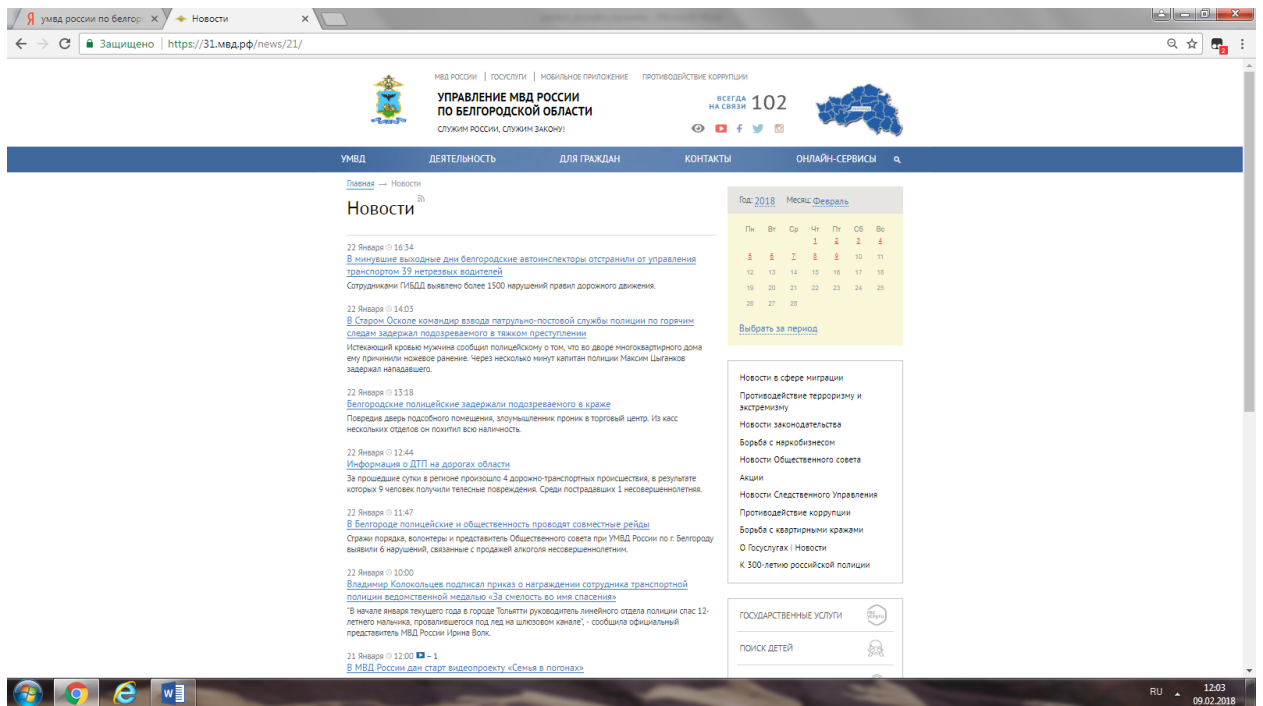 умвд россии по белгор
Новости
Защищено | https://31.мвд.рф/news/21/
МВД РОССИИ | ГОСУСЛУГИ | МОБИЛЬНОЕ ПРИЛОЖЕНИЕ ПРОТИВОДЕЙСТВИЕ КОРРУПЦИИ
УПРАВЛЕНИЕ МВД РОССИИ
ПО БЕЛГОРОДСКОЙ ОБЛАСТИ
СЛУЖИМ РОССИИ, СЛУЖИМ ЗАКОНУ!
ВСЕГДА
НА СВЯЗИ 102
УМВД ДЕЯТЕЛЬНОСТЬ ДЛЯ ГРАЖДАН КОНТАКТЫ ОНЛАЙН-СЕРВИСЫ
Главная → Новости
Новости
22 Января 16:34
В минувшие выходные дни белгородские автоинспекторы отстранили от управления
транспортом 39 нетрезвых водителей
Сотрудниками ГИБДД выявлено более 1500 нарушений правил дорожного движения.
22 Января 14:03
В Старом Осколе командир взвода патрульно-постовой службы полиции по горячим
следам задержал подозреваемого в тяжком преступлении
Истекающий кровью мужчина сообщил полицейскому о том, что во дворе многоквартирного дома
ему причинили ножевое ранение. Через несколько минут капитан полиции Максим Цыганков
задержал нападавшего.
22 Января 13:18
Белгородские полицейские задержали подозреваемого в краже
Повредив дверь подсобного помещения, злоумышленник проник в торговый центр. Из касс
нескольких отделов он похитил всю наличность.
22 Января 12:44
Информация о ДТП на дорогах области
За прошедшие сутки в регионе произошло 4 дорожно-транспортных происшествия, в результате
которых 9 человек получили телесные повреждения. Среди пострадавших 1 несовершеннолетняя.
22 Января 11:47
В Белгороде полицейские и общественность проводят совместные рейды
Стражи порядка, волонтеры и представитель Общественного совета при УМВД России по г. Белгороду
выявили 6 нарушений, связанные с продажей алкоголя несовершеннолетним.
22 Января 10:00
Владимир Колокольцев подписал приказ о награждении сотрудника транспортной
полиции ведомственной медалью «За смелость во имя спасения»
"В начале января текущего года в городе Тольятти руководитель линейного отдела полиции спас 12-
летнего мальчика, провалившегося под лед на шлюзовом канале", - сообщила официальный
представитель МВД России Ирина Волк.
21 Января 12:00 – 1
В МВД России дан старт видеопроекту «Семья в погонах»
Год: 2018 Месяц: Февраль
Пн Вт Ср Чт Пт Сб Вс
1 2 3 4
5 6 7 8 9 10 11
12 13 14 15 16 17 18
19 20 21 22 23 24 25
26 27 28
Выбрать за период
Новости в сфере миграции
Противодействие терроризму и
экстремизму
Новости законодательства
Борьба с наркобизнесом
Новости Общественного совета
Акции
Новости Следственного Управления
Противодействие коррупции
Борьба с квартирными кражами
О Госуслугах | Новости
К 300-летию российской полиции
ГОСУДАРСТВЕННЫЕ УСЛУГИ
ПОИСК ДЕТЕЙ
RU 12:03
09.02.2018